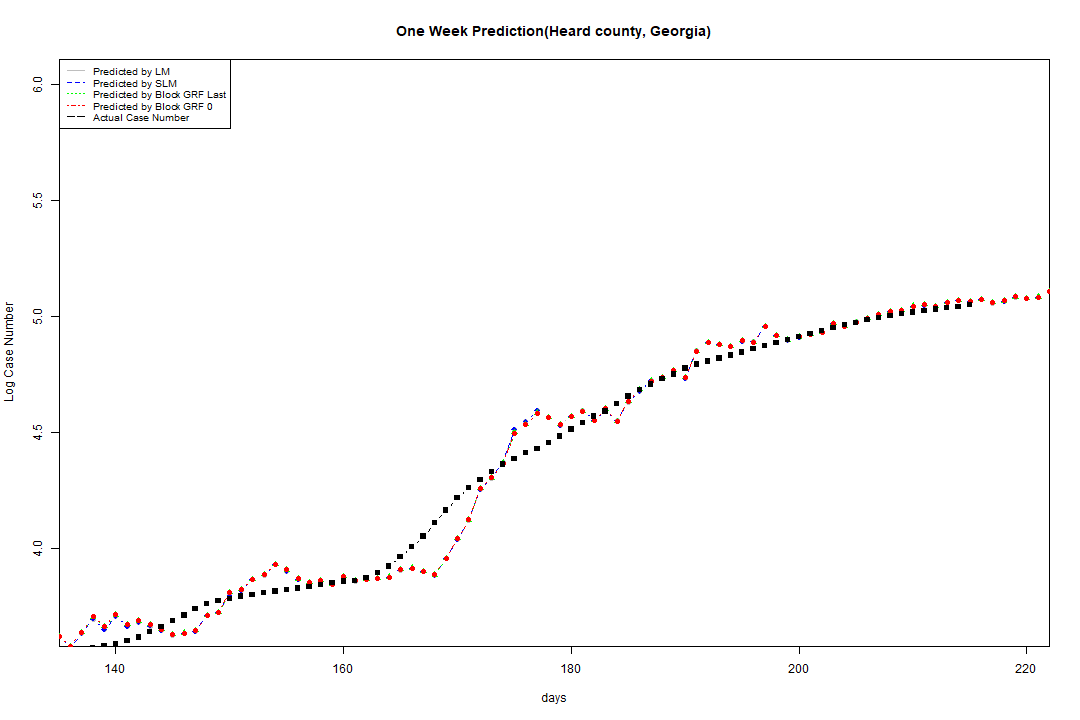 One Week Prediction(Heard county, Georgia)
Predicted by LM
Predicted by SLM
Predicted by Block GRF Last
Predicted by Block GRF 0
Actual Case Number
6.0
5.5
5.0
4.5
4.0
Log Case Number
140 160 180 200 220
days